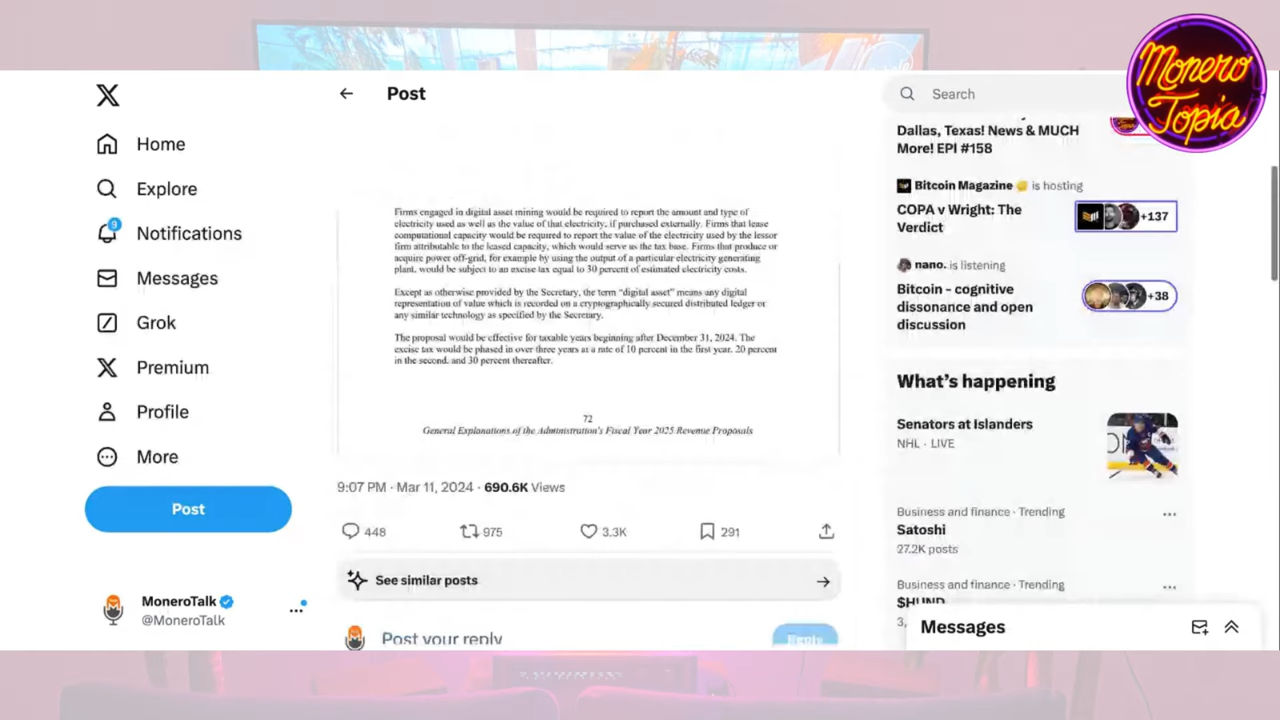 Monero
Topia
Post
Search
Home
Explore
9
Notifications
Messages
Grok
Premium
Profile
More
Post
MoneroTalk
@MoneroTalk
Firms engaged in digital asset mining would be required to report the amount and type of
electricity used as well as the value of that electricity, if purchased externally. Firms that lease
computational capacity would be required to report the value of the electricity used by the lessor
firm attributable to the leased capacity, which would serve as the tax base. Firms that produce or
acquire power off-grid, for example by using the output of a particular electricity generating
plant, would be subject to an excise tax equal to 30 percent of estimated electricity costs.
Except as otherwise provided by the Secretary, the term "digital asset" means any digital
representation of value which is recorded on a cryptographically secured distributed ledger or
any similar technology as specified by the Secretary.
The proposal would be effective for taxable years beginning after December 31, 2024. The
excise tax would be phased in over three years at a rate of 10 percent in the first year, 20 percent
in the second, and 30 percent thereafter.
72
General Explanations of the Administration's Fiscal Year 2025 Revenue Proposals
9:07 PM · Mar 11, 2024 · 690.6K Views
448 975 3.3K 291
See similar posts
Post your reply
Reply
Dallas, Texas! News & MUCH
More! EPI #158
Bitcoin Magazine is hosting
COPA v Wright: The
Verdict
+137
nano. is listening
Bitcoin - cognitive
dissonance and open
discussion
+38
What's happening
Senators at Islanders
NHL · LIVE
Business and finance · Trending
Satoshi
27.2K posts
Business and finance · Trending
$HUND
3,
Messages